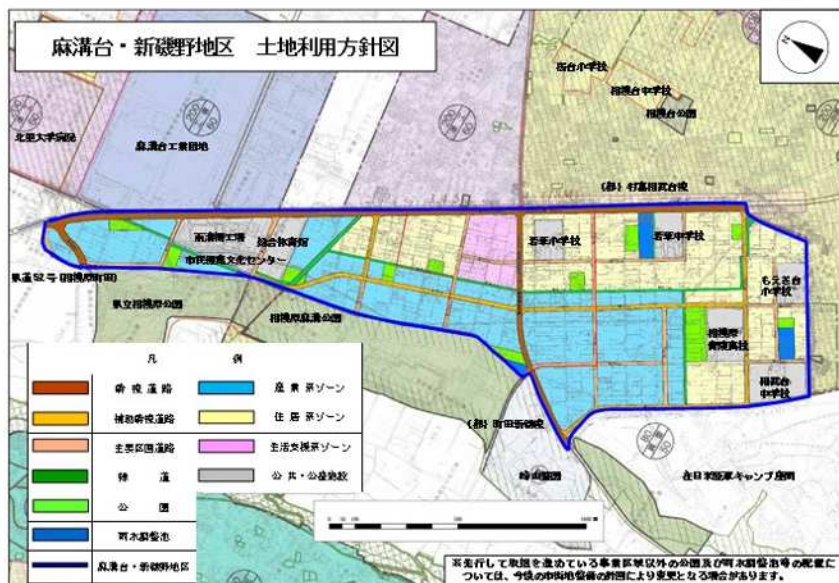 麻溝台・新磯野地区 土地利用方針図
N
桜台小学校
相模台中学校
相模台公園
北里大学病院
麻溝台工業団地
(都)村富相武台線
南清掃工場
総合体育館
市民健康文化センター
若草小学校
若草中学校
県道52号(相模原町田)
県立相模原公園
相模原麻溝公園
もえぎ台
小学校
相模原
青陵高校
相武台
中学校
(都)町田新磯線
峰山霊園
在日米陸軍キャンプ座間
凡 例
幹線道路
産業系ゾーン
補助幹線道路
住居系ゾーン
主要区画道路
生活支援系ゾーン
緑道
公共・公益施設
公園
雨水調整池
麻溝台・新磯野地区
※先行して取組を進めている事業区域以外の公園及び雨水調整池等の配置に
ついては、今後の市街地整備の計画により変更となる場合があります。